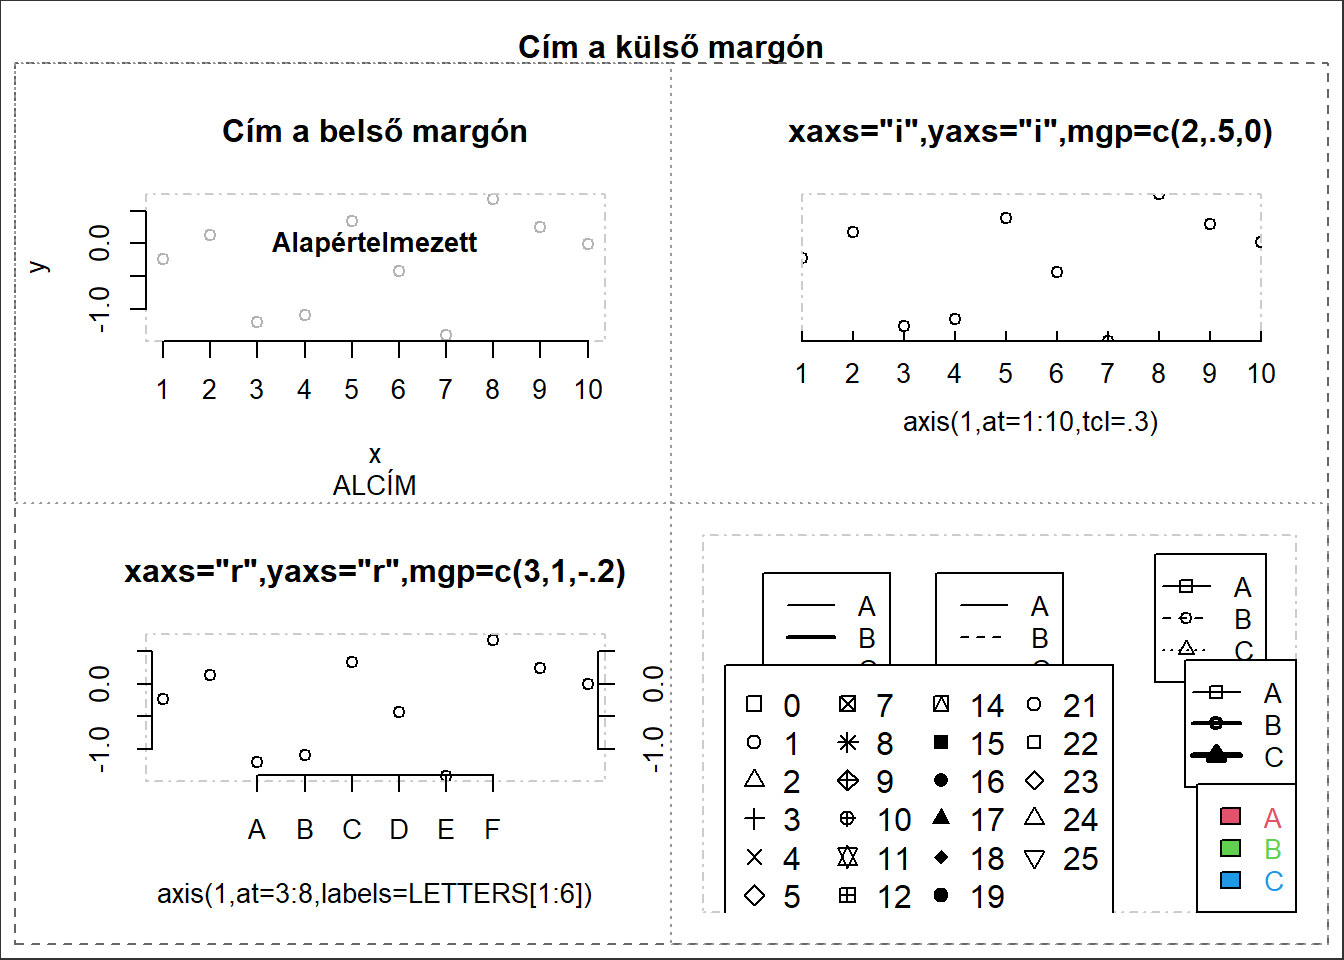 Cím a külső margón
Cím a belső margón
Alapértelmezett
y
0.0
-1.0
1 2 3 4 5 6 7 8 9 10
x
ALCÍM
xaxs="i",yaxs="i",mgp=c(2,.5,0)
1 2 3 4 5 6 7 8 9 10
axis(1,at=1:10,tcl=.3)
xaxs="r",yaxs="r",mgp=c(3,1,-.2)
0.0
-1.0
0.0
-1.0
A B C D E F
axis(1,at=3:8,labels=LETTERS[1:6])
A
B
A
B
A
B
C
A
B
C
A
B
C
0 7 14 21
1 8 15 22
2 9 16 23
3 10 17 24
4 11 18 25
5 12 19